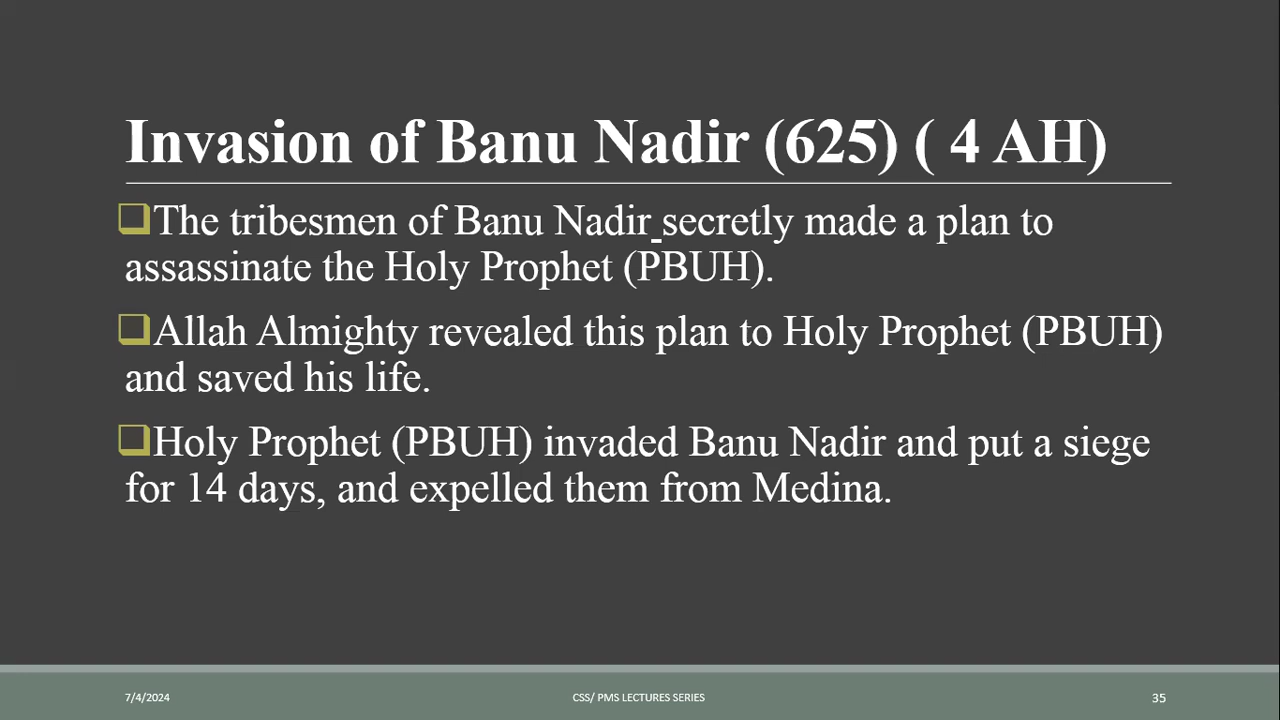 Invasion of Banu Nadir (625) ( 4 AH)
The tribesmen of Banu Nadir secretly made a plan to
assassinate the Holy Prophet (PBUH).
Allah Almighty revealed this plan to Holy Prophet (PBUH)
and saved his life.
Holy Prophet (PBUH) invaded Banu Nadir and put a siege
for 14 days, and expelled them from Medina.
7/4/2024
CSS/ PMS LECTURES SERIES
35